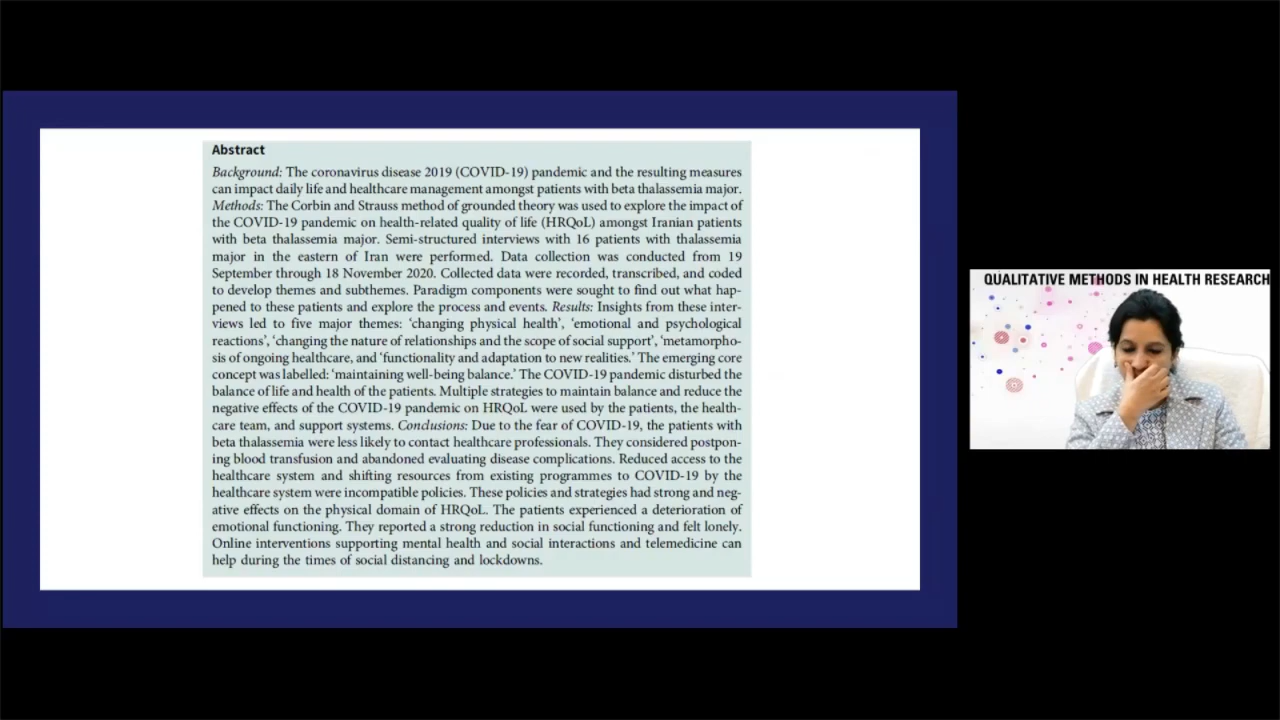 Abstract
Background: The coronavirus disease 2019 (COVID-19) pandemic and the resulting measures
can impact daily life and healthcare management amongst patients with beta thalassemia major.
Methods: The Corbin and Strauss method of grounded theory was used to explore the impact of
the COVID-19 pandemic on health-related quality of life (HRQoL) amongst Iranian patients
with beta thalassemia major. Semi-structured interviews with 16 patients with thalassemia
major in the eastern of Iran were performed. Data collection was conducted from 19
September through 18 November 2020. Collected data were recorded, transcribed, and coded
to develop themes and subthemes. Paradigm components were sought to find out what hap-
pened to these patients and explore the process and events. Results: Insights from these inter-
views led to five major themes: ‘changing physical health’, ‘emotional and psychological
reactions’, ‘changing the nature of relationships and the scope of social support’, ‘metamorpho-
sis of ongoing healthcare, and ‘functionality and adaptation to new realities.’ The emerging core
concept was labelled: ‘maintaining well-being balance.’ The COVID-19 pandemic disturbed the
balance of life and health of the patients. Multiple strategies to maintain balance and reduce the
negative effects of the COVID-19 pandemic on HRQoL were used by the patients, the health-
care team, and support systems. Conclusions: Due to the fear of COVID-19, the patients with
beta thalassemia were less likely to contact healthcare professionals. They considered postpon-
ing blood transfusion and abandoned evaluating disease complications. Reduced access to the
healthcare system and shifting resources from existing programmes to COVID-19 by the
healthcare system were incompatible policies. These policies and strategies had strong and neg-
ative effects on the physical domain of HRQoL. The patients experienced a deterioration of
emotional functioning. They reported a strong reduction in social functioning and felt lonely.
Online interventions supporting mental health and social interactions and telemedicine can
help during the times of social distancing and lockdowns.
QUALITATIVE METHODS IN HEALTH RESEARCH